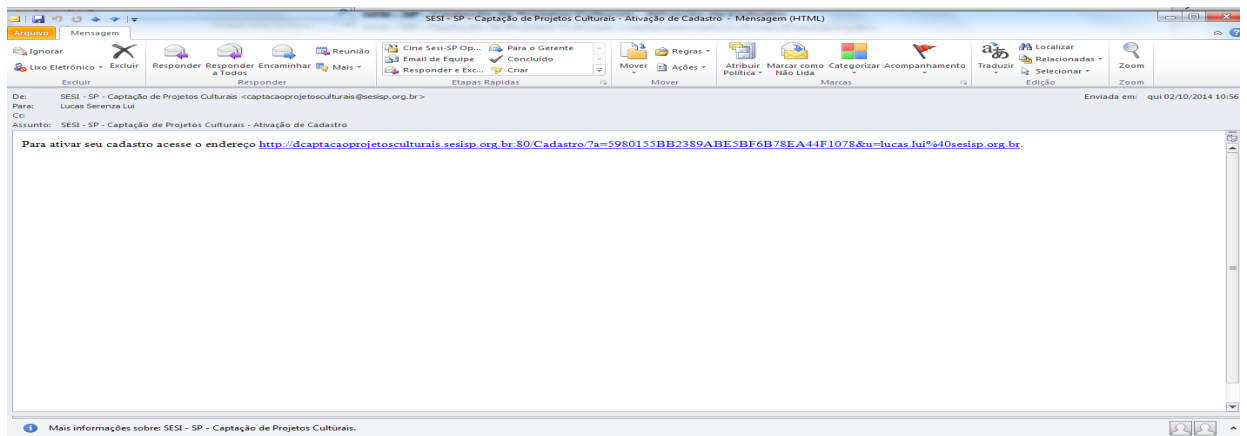 SESI - SP - Captação de Projetos Culturais - Ativação de Cadastro - Mensagem (HTML)
Arquivo Mensagem
Ignorar
Lixo Eletrônico
Excluir
Responder
Responder a Todos
Encaminhar
Reunião
Mais
Cine Sesi-SP Op...
Email de Equipe
Responder e Exc...
Para o Gerente
Concluído
Criar
Mover
Regras
Ações
Atribuir Política
Marcar como Não Lida
Categorizar
Acompanhamento
Traduzir
Localizar
Relacionadas
Selecionar
Zoom
Excluir Responder Etapas Rápidas Mover Marcas Edição Zoom
De: SESI - SP - Captação de Projetos Culturais <captacaoprojetosculturais@sesisp.org.br> Enviada em: qui 02/10/2014 10:56
Para: Lucas Serenza Lui
Cc:
Assunto: SESI - SP - Captação de Projetos Culturais - Ativação de Cadastro
Para ativar seu cadastro acesse o endereço http://dcaptacaoprojetosculturais.sesisp.org.br:80/Cadastro/?a=5980155BB2389ABE5BF6B78EA44F1078&u=lucas.lui%40sesisp.org.br.
Mais informações sobre: SESI - SP - Captação de Projetos Culturais.